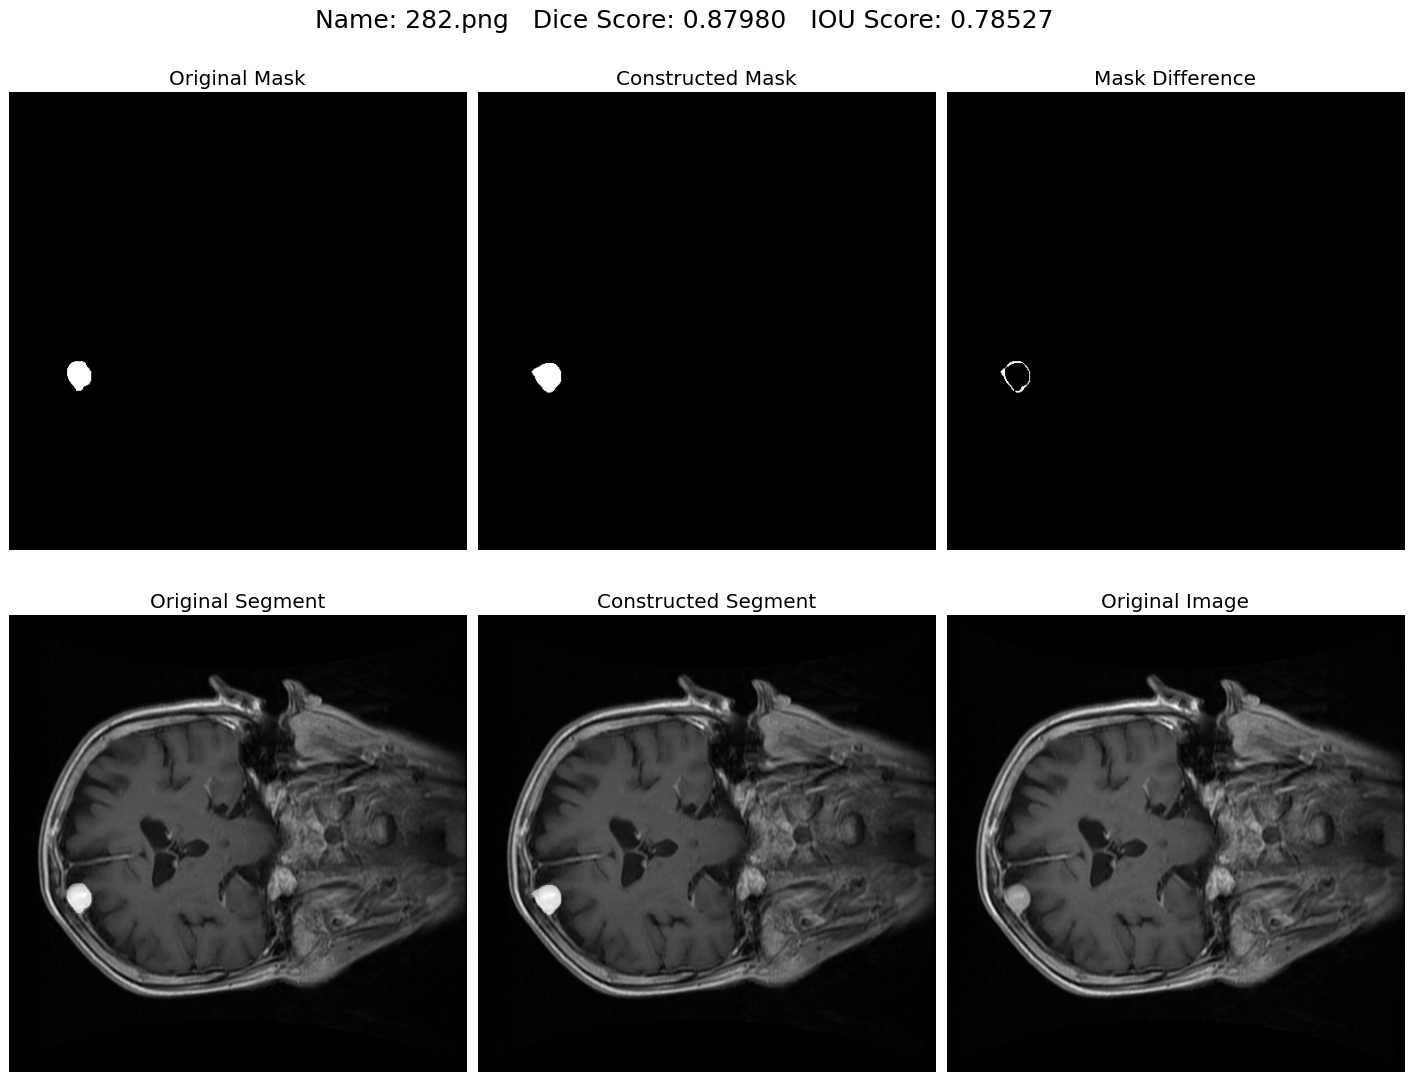 Name: 282.png   Dice Score: 0.87980   IOU Score: 0.78527
Original Mask
Constructed Mask
Mask Difference
Original Segment
Constructed Segment
Original Image